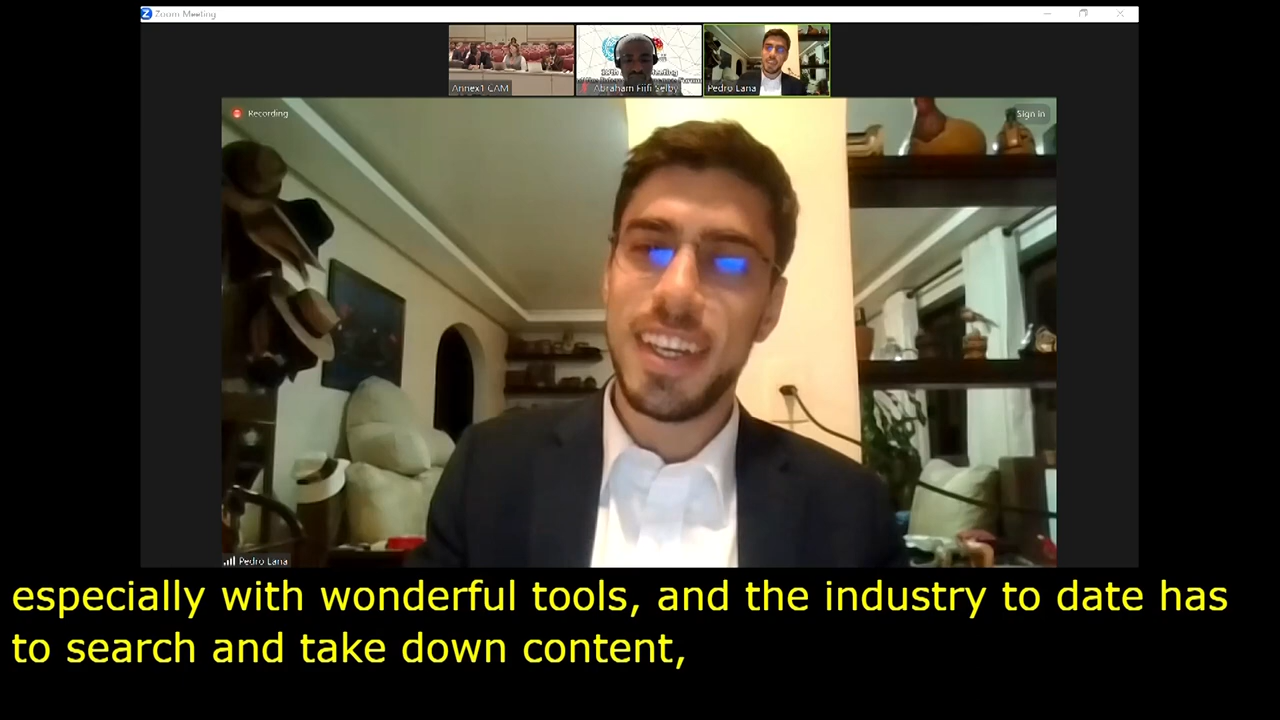 Zoom Meeting
Annex1 CAM
Abraham Fiifi Selby
Pedro Lana
Recording
Sign in
Pedro Lana
especially with wonderful tools, and the industry to date has
to search and take down content,